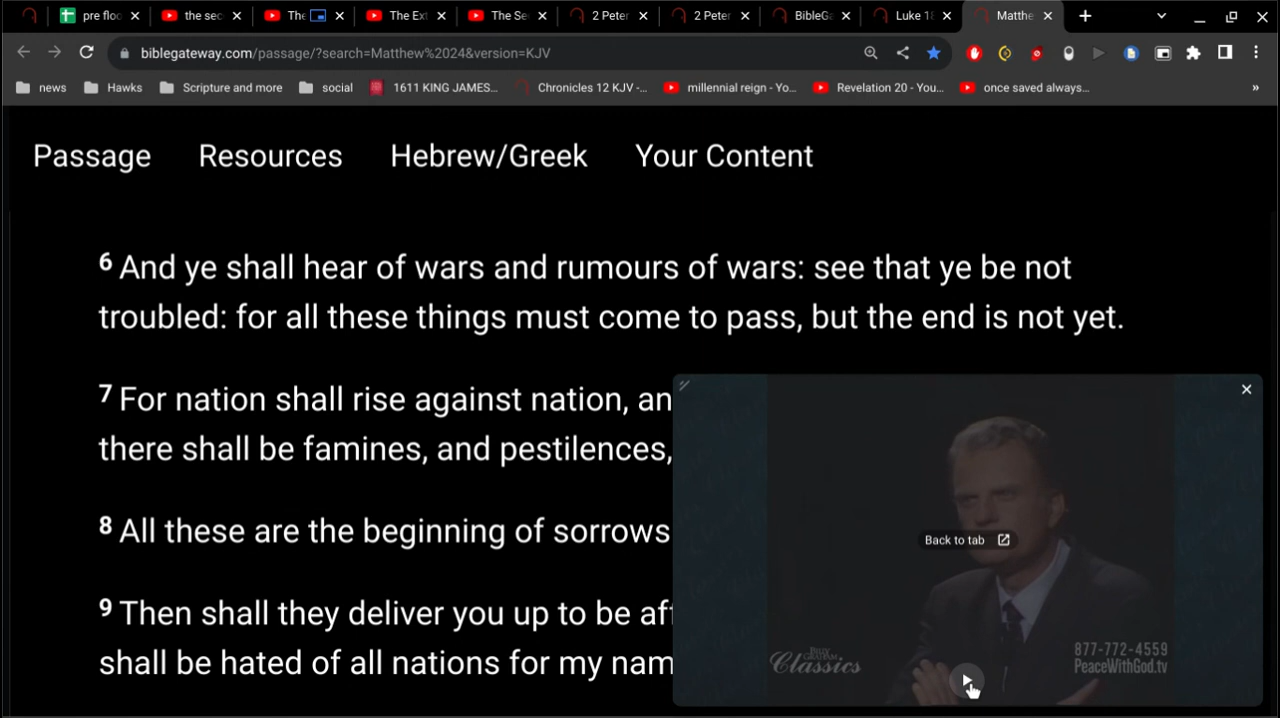 pre floo
the sec
The
The Ex
The Se
2 Peter
2 Peter
BibleGa
Luke 18
Matthe
biblegateway.com/passage/?search=Matthew%2024&version=KJV
news
Hawks
Scripture and more
social
1611 KING JAMES...
Chronicles 12 KJV -...
millennial reign - Yo...
Revelation 20 - You...
once saved always...
»
Passage Resources Hebrew/Greek Your Content
6 And ye shall hear of wars and rumours of wars: see that ye be not
troubled: for all these things must come to pass, but the end is not yet.
7 For nation shall rise against nation, an
there shall be famines, and pestilences,
8 All these are the beginning of sorrows
9 Then shall they deliver you up to be af
shall be hated of all nations for my nam
Back to tab
BILLY
GRAHAM
Classics
877-772-4559
PeaceWithGod.tv